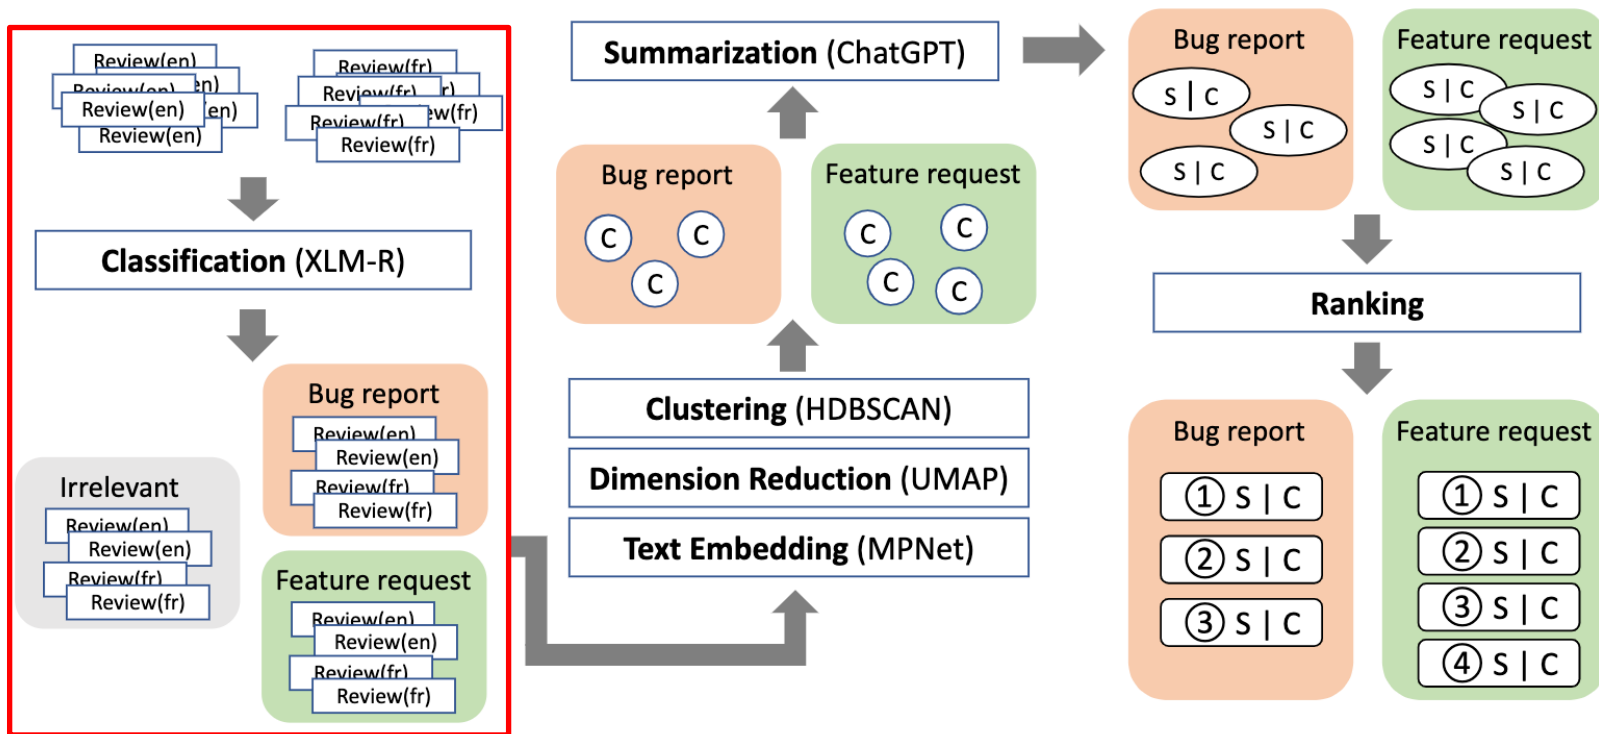 Review(en)
en)
Review(en)
Review(en)
(en)
Review(en)
Review(fr)
r)
Review(fr)
ew(fr)
Review(fr)
Review(fr)
Classification (XLM-R)
Bug report
Review(en)
Review(en)
Review(fr)
Review(fr)
Irrelevant
Review(en)
Review(en)
Review(fr)
Review(fr)
Feature request
Review(en)
Review(en)
Review(fr)
Review(fr)
Text Embedding (MPNet)
Dimension Reduction (UMAP)
Clustering (HDBSCAN)
Bug report
C
C
C
Feature request
C
C
C
C
Summarization (ChatGPT)
Bug report
S | C
S | C
S | C
Feature request
S | C
S | C
S | C
S | C
Ranking
Bug report
1 S | C
2 S | C
3 S | C
Feature request
1 S | C
2 S | C
3 S | C
4 S | C